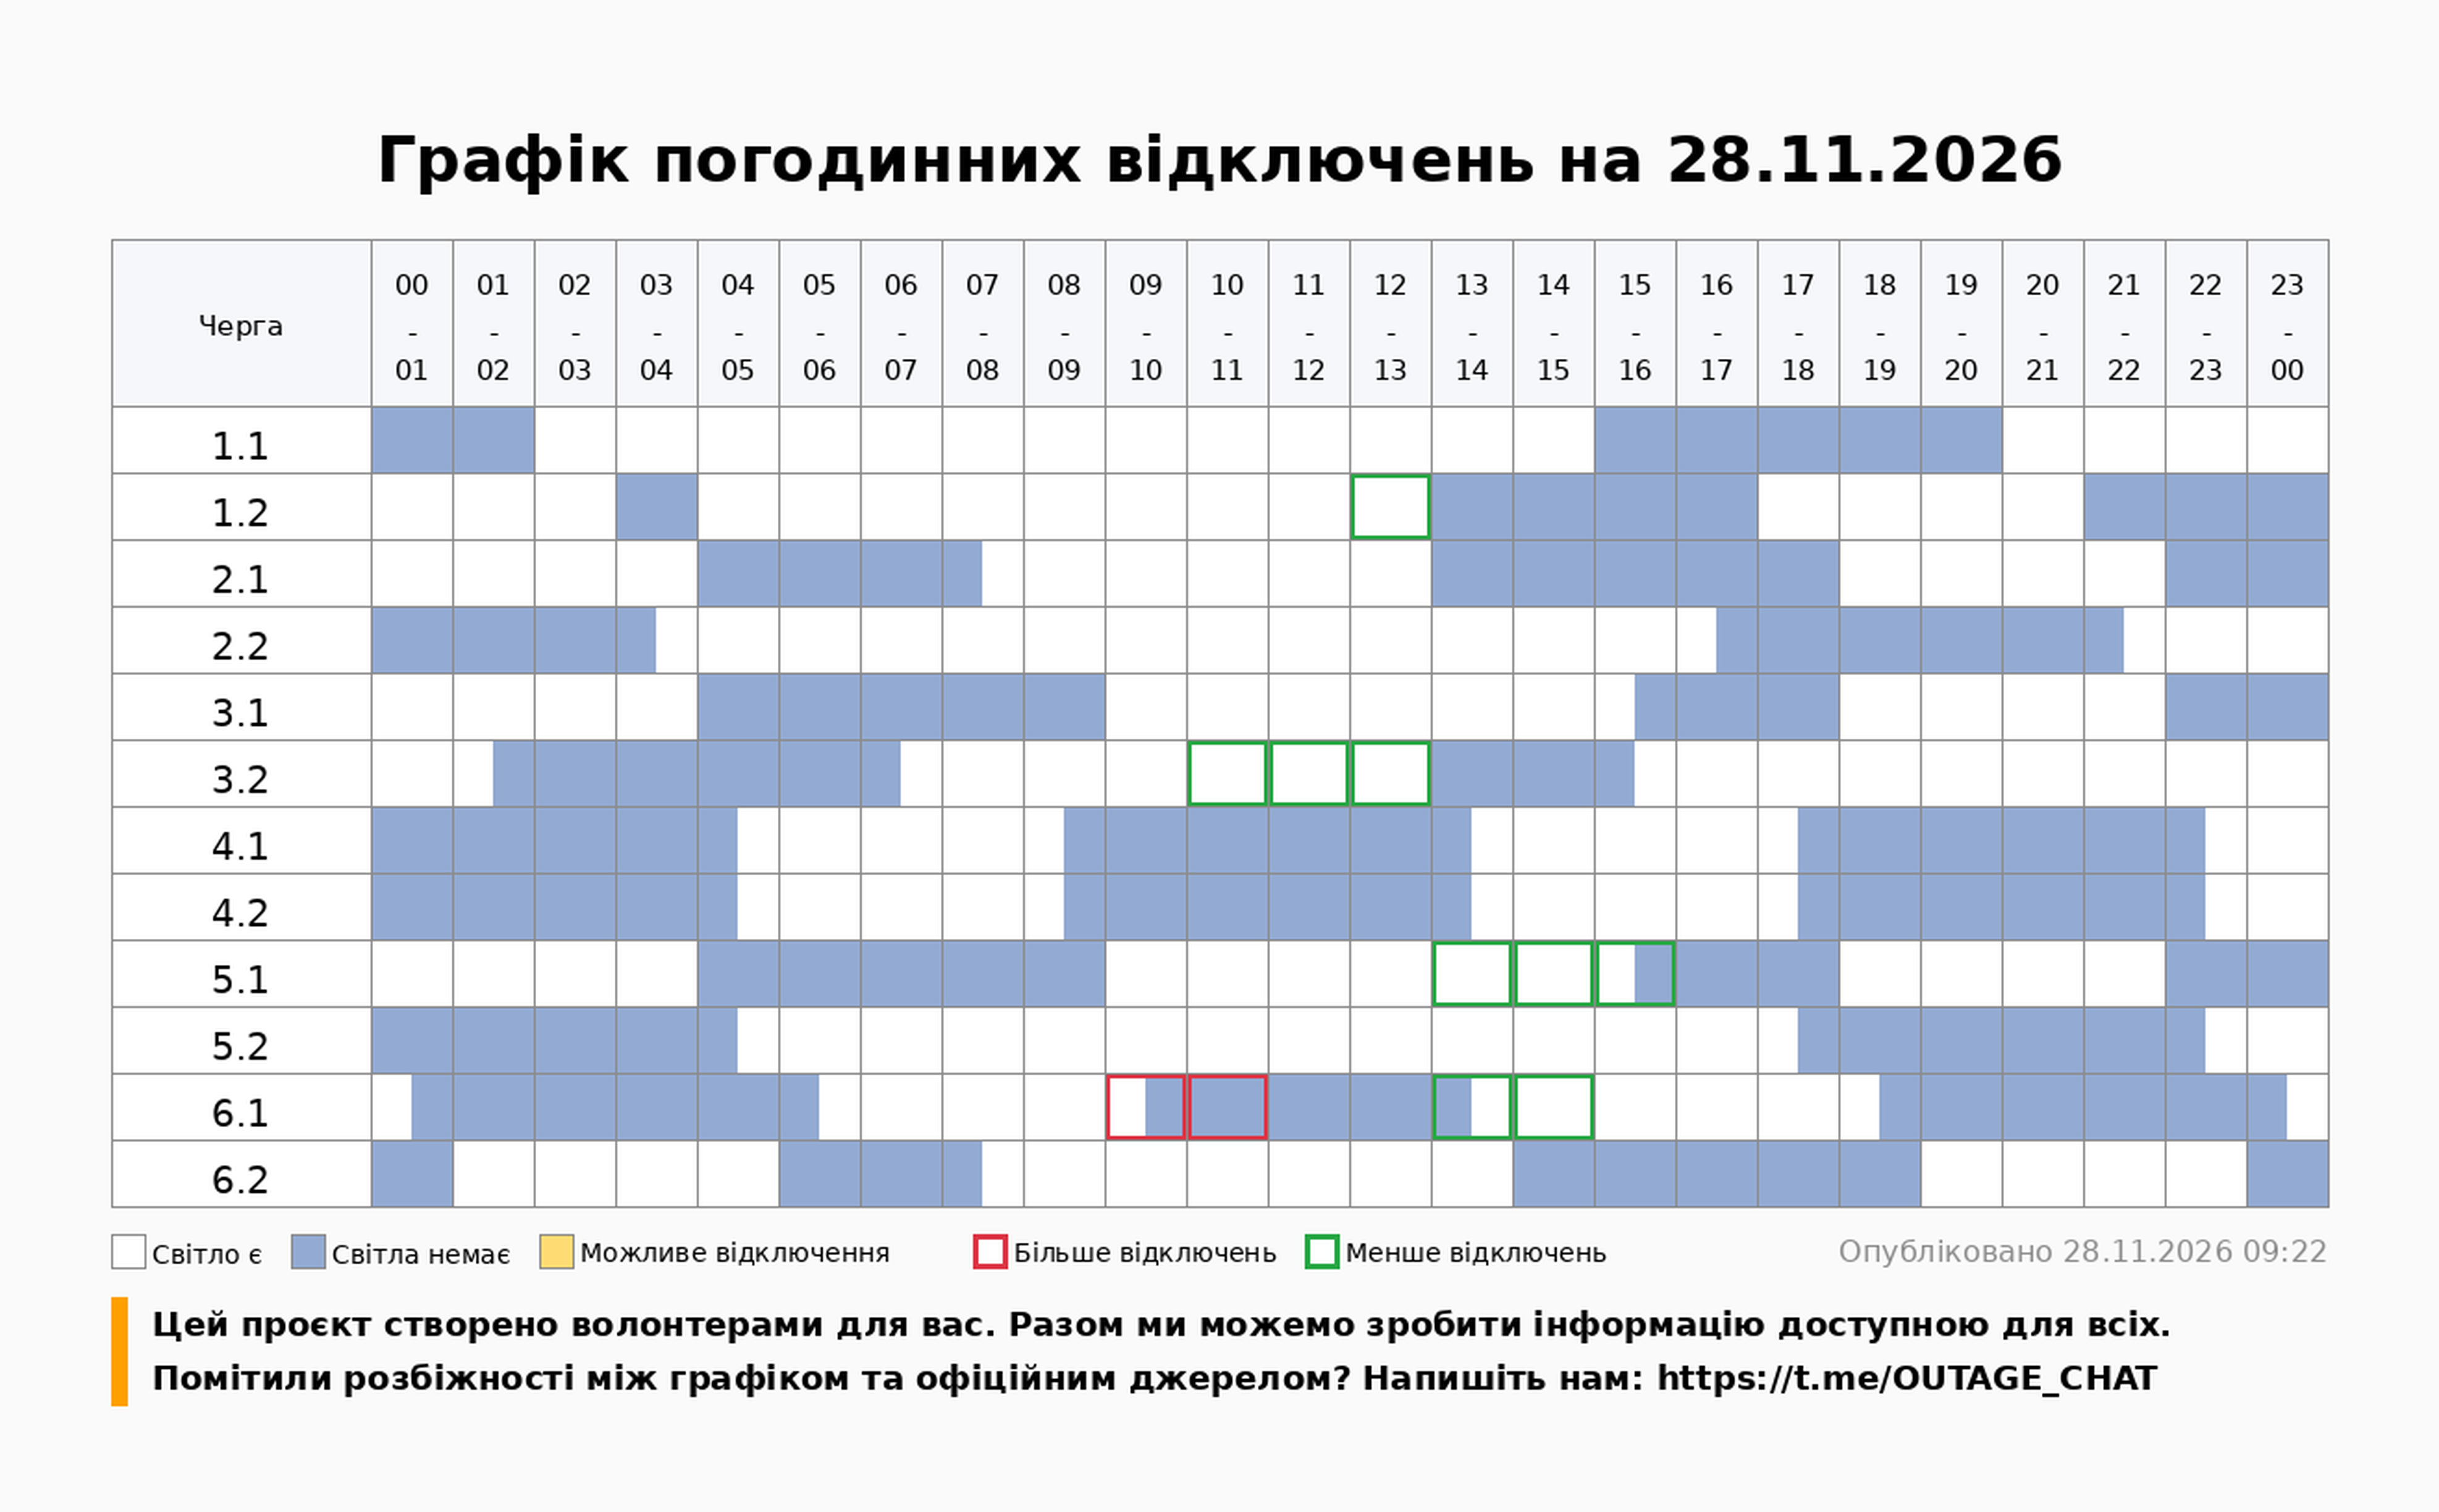 Графік погодинних відключень на 28.11.2026
Черга 00 - 01 01 - 02 02 - 03 03 - 04 04 - 05 05 - 06 06 - 07 07 - 08 08 - 09 09 - 10 10 - 11 11 - 12 12 - 13 13 - 14 14 - 15 15 - 16 16 - 17 17 - 18 18 - 19 19 - 20 20 - 21 21 - 22 22 - 23 23 - 00
1.1
1.2
2.1
2.2
3.1
3.2
4.1
4.2
5.1
5.2
6.1
6.2
Світло є Світла немає Можливе відключення Більше відключень Менше відключень Опубліковано 28.11.2026 09:22
Цей проєкт створено волонтерами для вас. Разом ми можемо зробити інформацію доступною для всіх.
Помітили розбіжності між графіком та офіційним джерелом? Напишіть нам: https://t.me/OUTAGE_CHAT